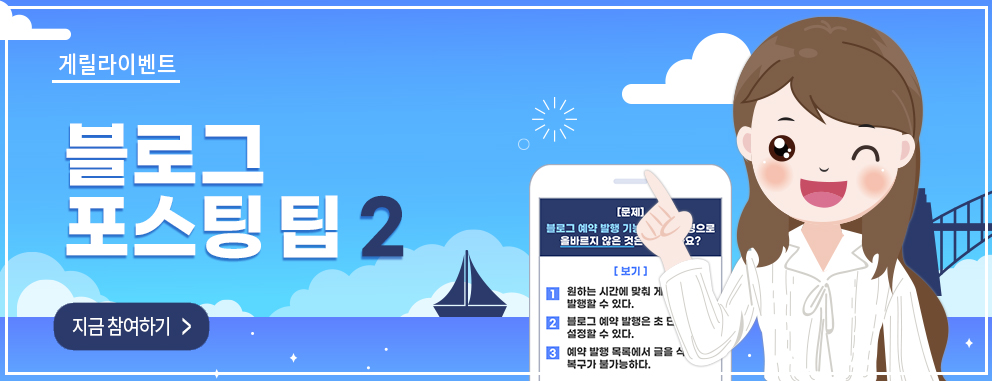 게릴라이벤트
블로그
포스팅 팁 2
지금 참여하기 >
[문제]
블로그 예약 발행
올바르지 않은 것은 요?
[ 보기 ]
1 원하는 시간에 맞춰
발행할 수 있다.
2 블로그 예약 발행은 초
설정할 수 있다.
3 예약 발행 목록에서 글을
복구가 불가능하다.